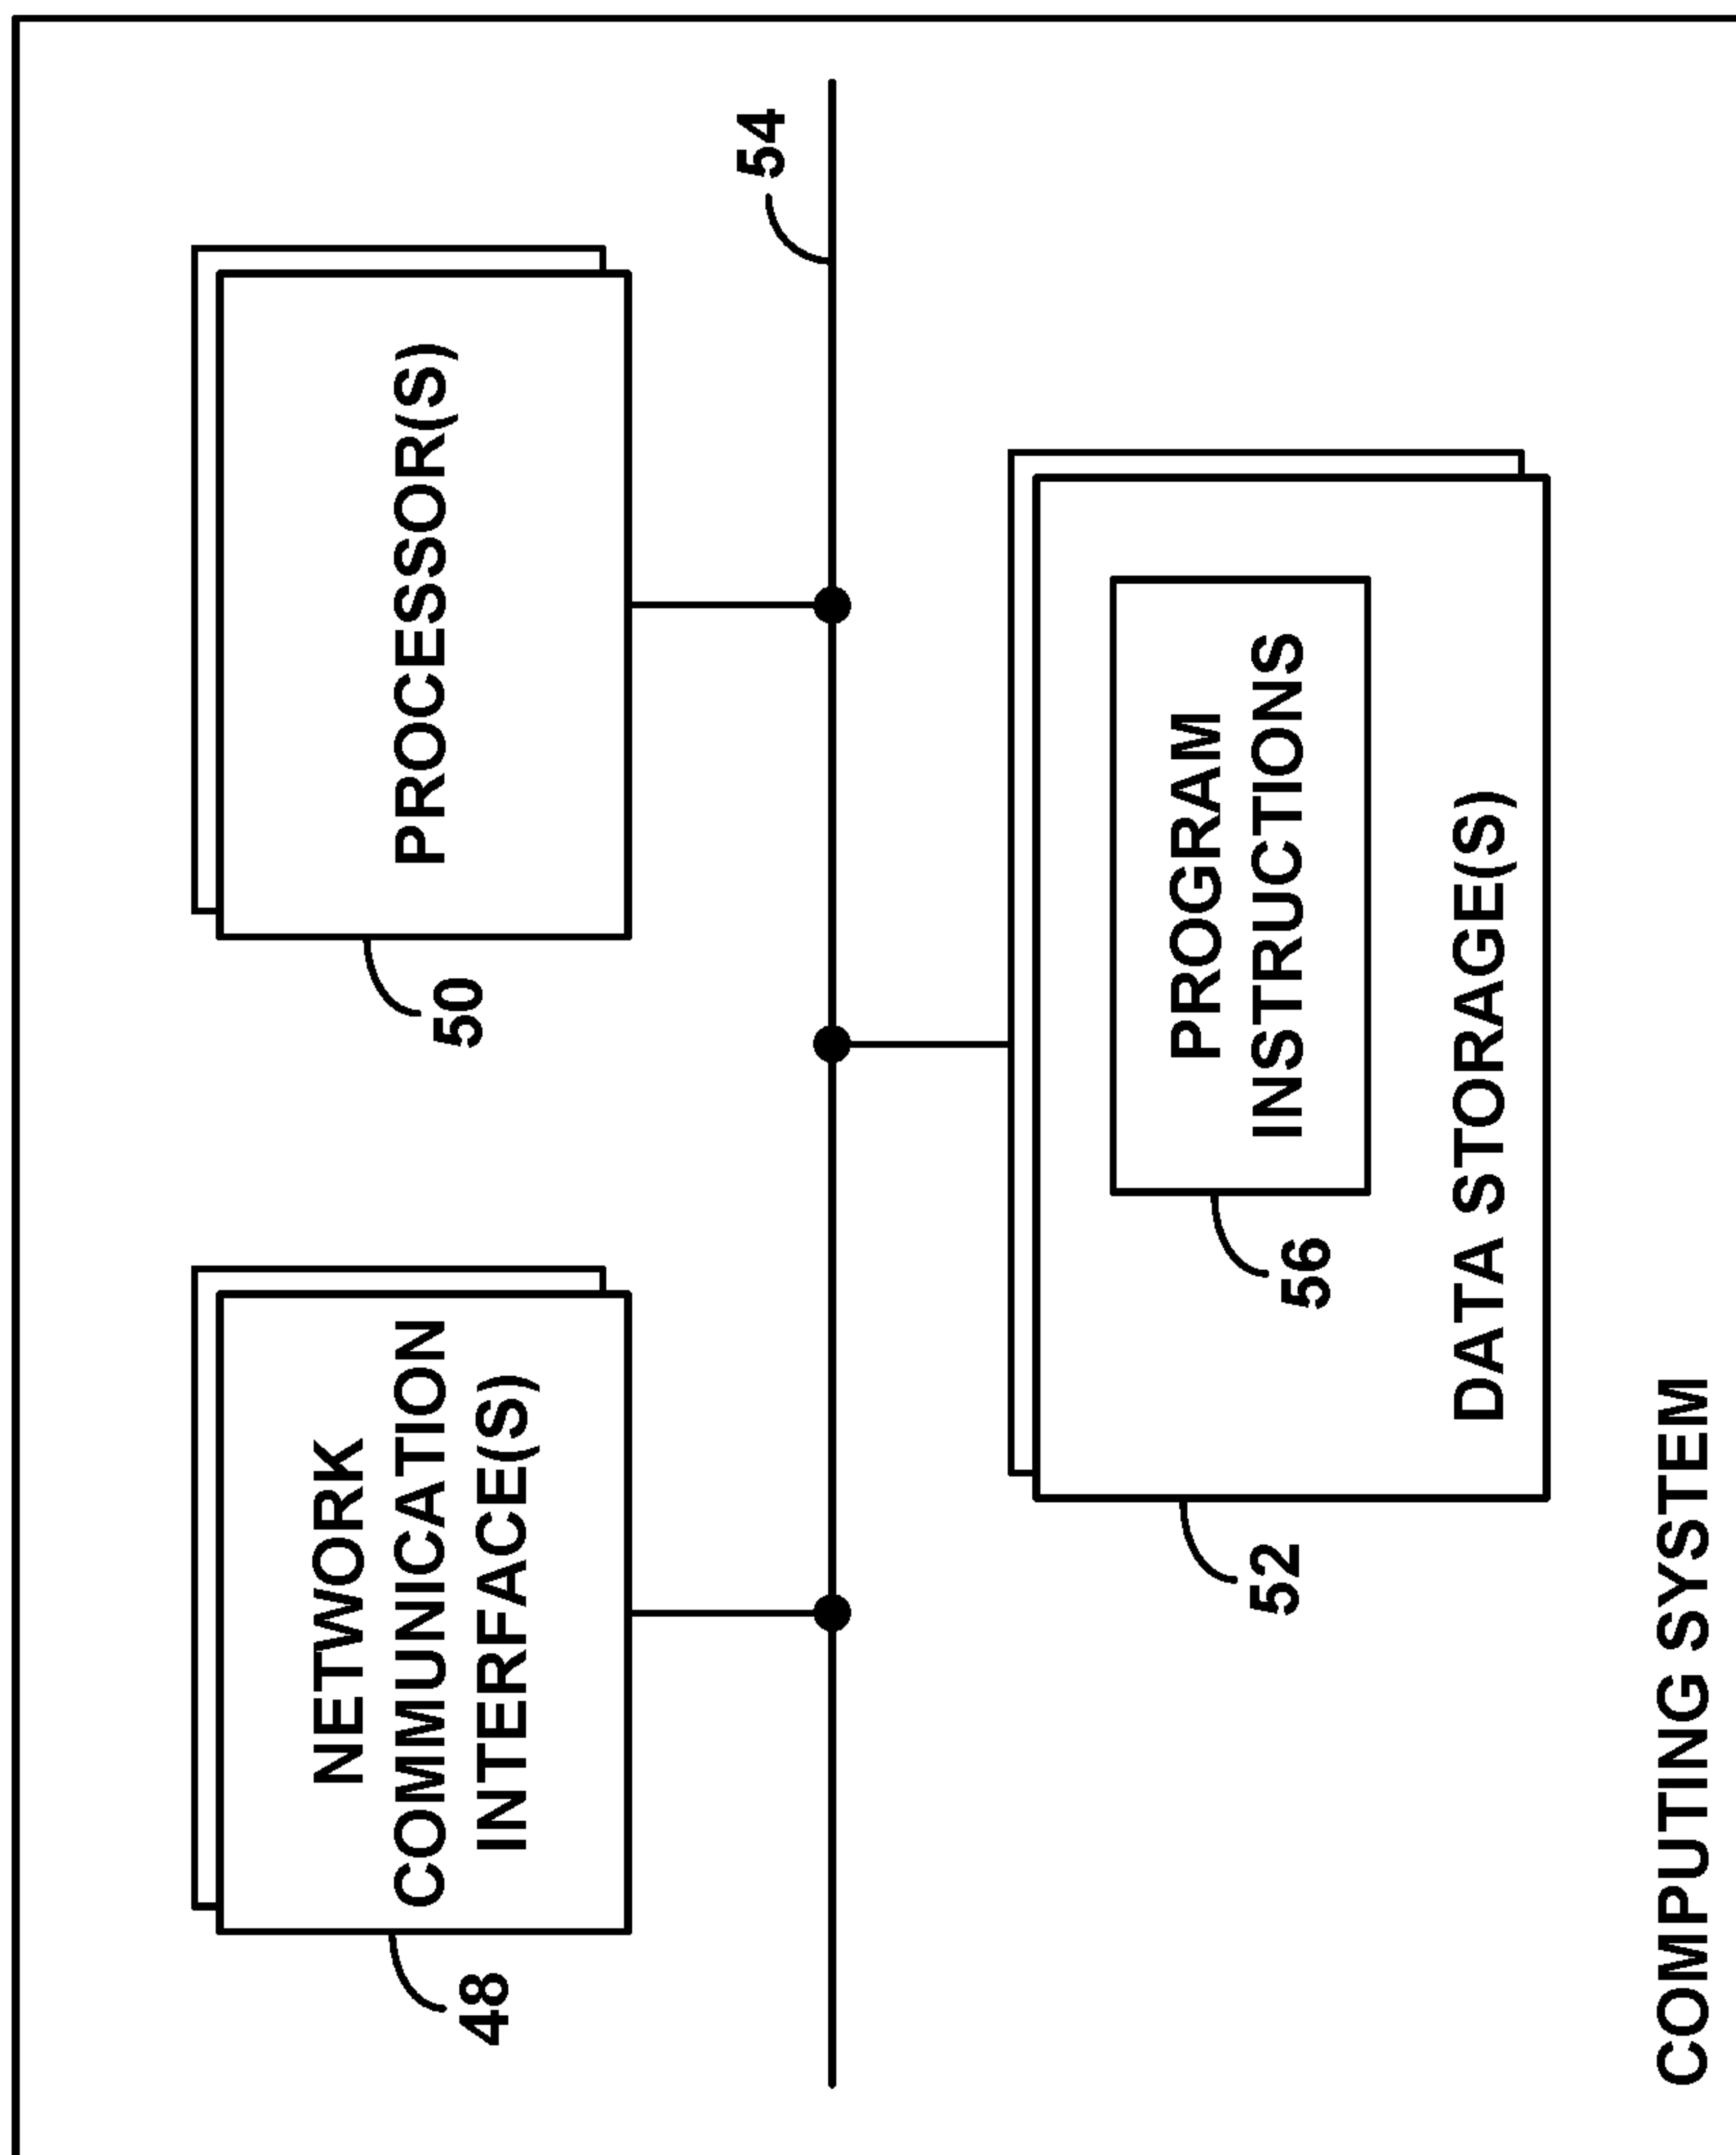 NETWORK
COMMUNICATION
INTERFACE(S)
48
PROCESSOR(S)
50
54
PROGRAM
INSTRUCTIONS
56
DATA STORAGE(S)
52
COMPUTING SYSTEM